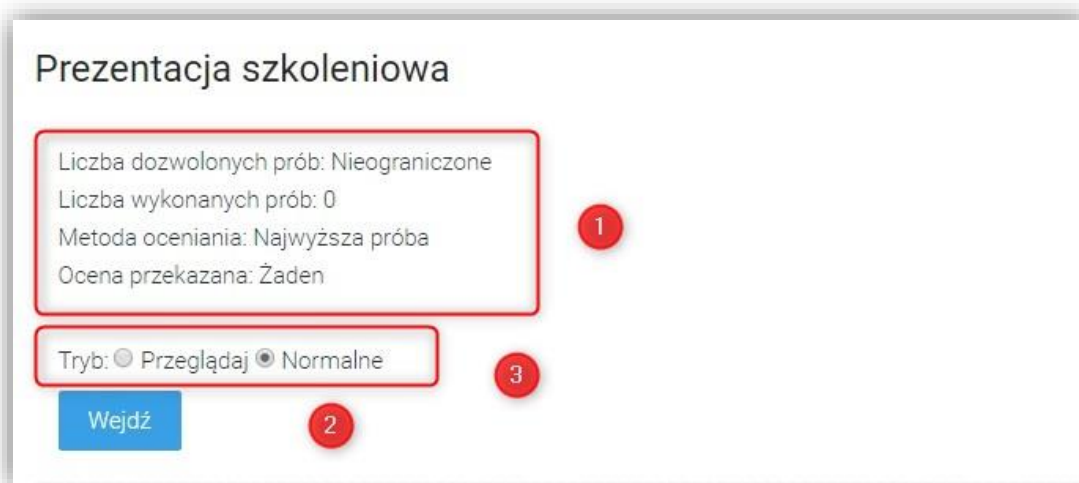 Prezentacja szkoleniowa
Liczba dozwolonych prób: Nieograniczone
Liczba wykonanych prób: 0
Metoda oceniania: Najwyższa próba
Ocena przekazana: Żaden
1
Tryb: Przeglądaj Normalne
3
Wejdź
2